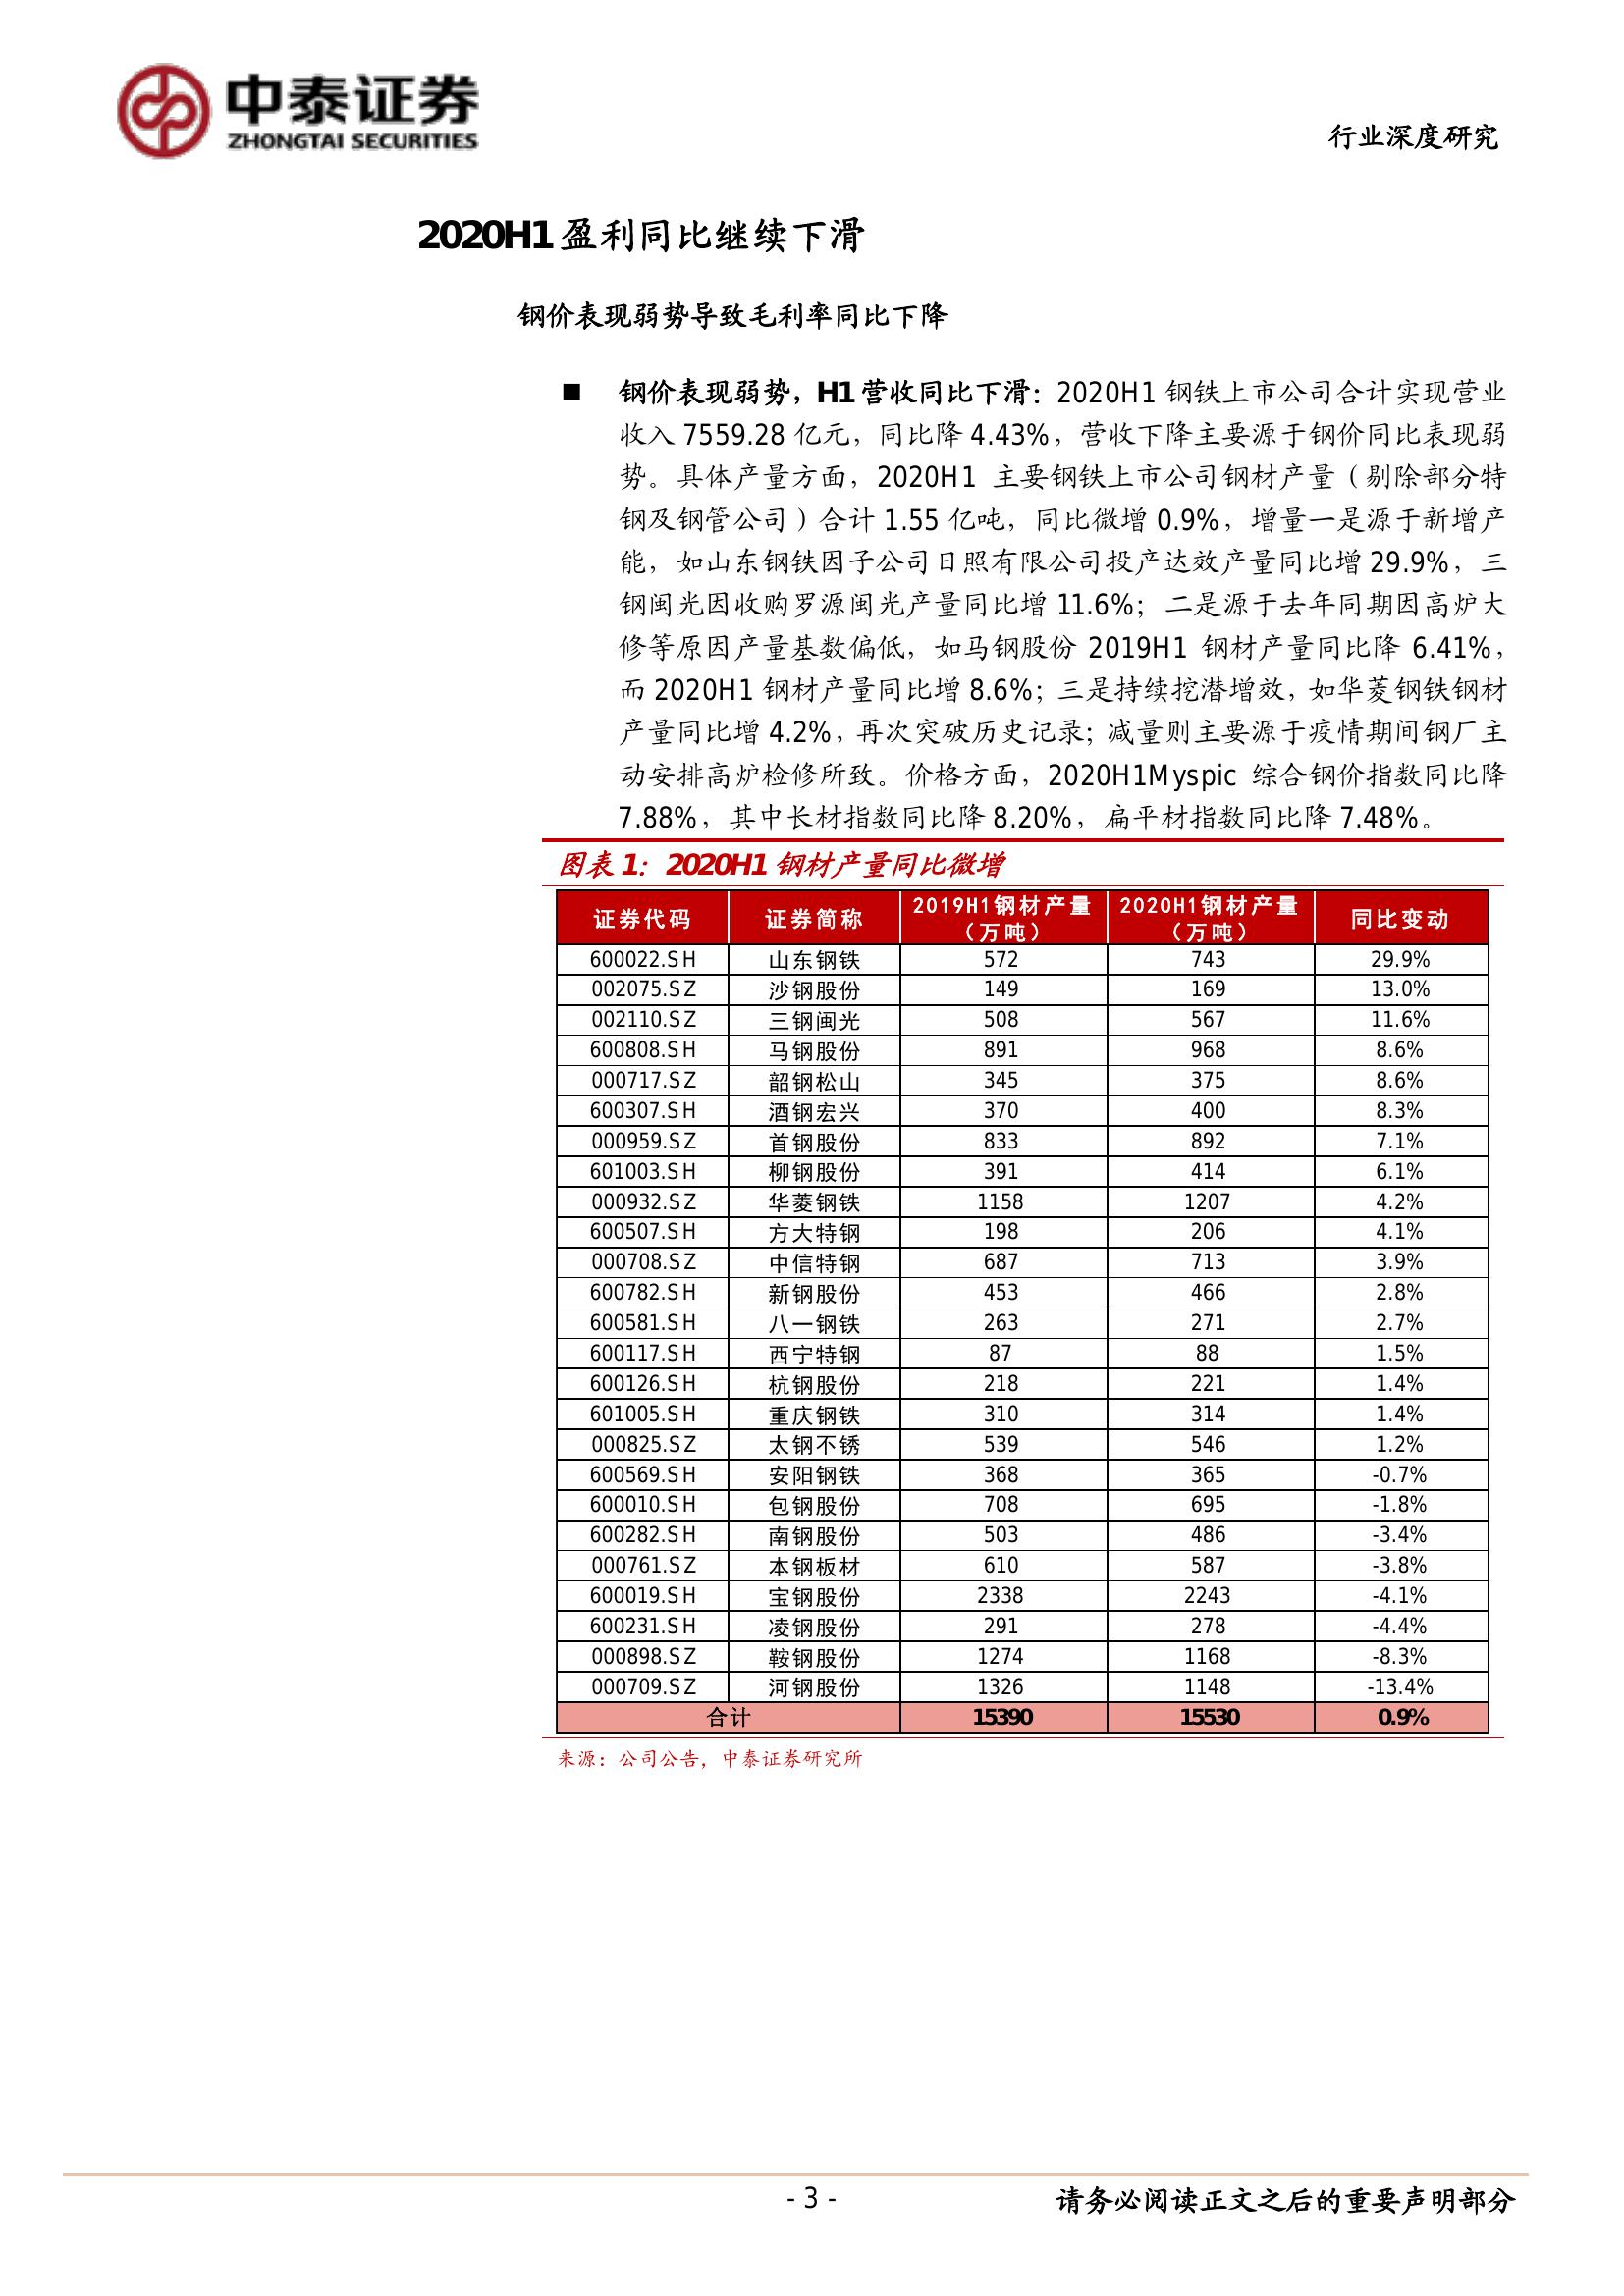 中泰证券
ZHONGTAI SECURITIES
行业深度研究
2020H1 盈利同比继续下滑
钢价表现弱势导致毛利率同比下降
■ 钢价表现弱势，H1 营收同比下滑：2020H1 钢铁上市公司合计实现营业
收入 7559.28 亿元，同比降 4.43%，营收下降主要源于钢价同比表现弱
势。具体产量方面，2020H1 主要钢铁上市公司钢材产量（剔除部分特
钢及钢管公司）合计 1.55 亿吨，同比微增 0.9%，增量一是源于新增产
能，如山东钢铁因子公司日照有限公司投产达效产量同比增 29.9%，三
钢闽光因收购罗源闽光产量同比增 11.6%；二是源于去年同期因高炉大
修等原因产量基数偏低，如马钢股份 2019H1 钢材产量同比降 6.41%，
而 2020H1 钢材产量同比增 8.6%；三是持续挖潜增效，如华菱钢铁钢材
产量同比增 4.2%，再次突破历史记录；减量则主要源于疫情期间钢厂主
动安排高炉检修所致。价格方面，2020H1Myspic 综合钢价指数同比降
7.88%，其中长材指数同比降 8.20%，扁平材指数同比降 7.48%。
图表 1：2020H1 钢材产量同比微增
证券代码 证券简称 2019H1钢材产量（万吨） 2020H1钢材产量（万吨） 同比变动
600022.SH 山东钢铁 572 743 29.9%
002075.SZ 沙钢股份 149 169 13.0%
002110.SZ 三钢闽光 508 567 11.6%
600808.SH 马钢股份 891 968 8.6%
000717.SZ 韶钢松山 345 375 8.6%
600307.SH 酒钢宏兴 370 400 8.3%
000959.SZ 首钢股份 833 892 7.1%
601003.SH 柳钢股份 391 414 6.1%
000932.SZ 华菱钢铁 1158 1207 4.2%
600507.SH 方大特钢 198 206 4.1%
000708.SZ 中信特钢 687 713 3.9%
600782.SH 新钢股份 453 466 2.8%
600581.SH 八一钢铁 263 271 2.7%
600117.SH 西宁特钢 87 88 1.5%
600126.SH 杭钢股份 218 221 1.4%
601005.SH 重庆钢铁 310 314 1.4%
000825.SZ 太钢不锈 539 546 1.2%
600569.SH 安阳钢铁 368 365 -0.7%
600010.SH 包钢股份 708 695 -1.8%
600282.SH 南钢股份 503 486 -3.4%
000761.SZ 本钢板材 610 587 -3.8%
600019.SH 宝钢股份 2338 2243 -4.1%
600231.SH 凌钢股份 291 278 -4.4%
000898.SZ 鞍钢股份 1274 1168 -8.3%
000709.SZ 河钢股份 1326 1148 -13.4%
合计 15390 15530 0.9%
来源：公司公告，中泰证券研究所
- 3 -
请务必阅读正文之后的重要声明部分